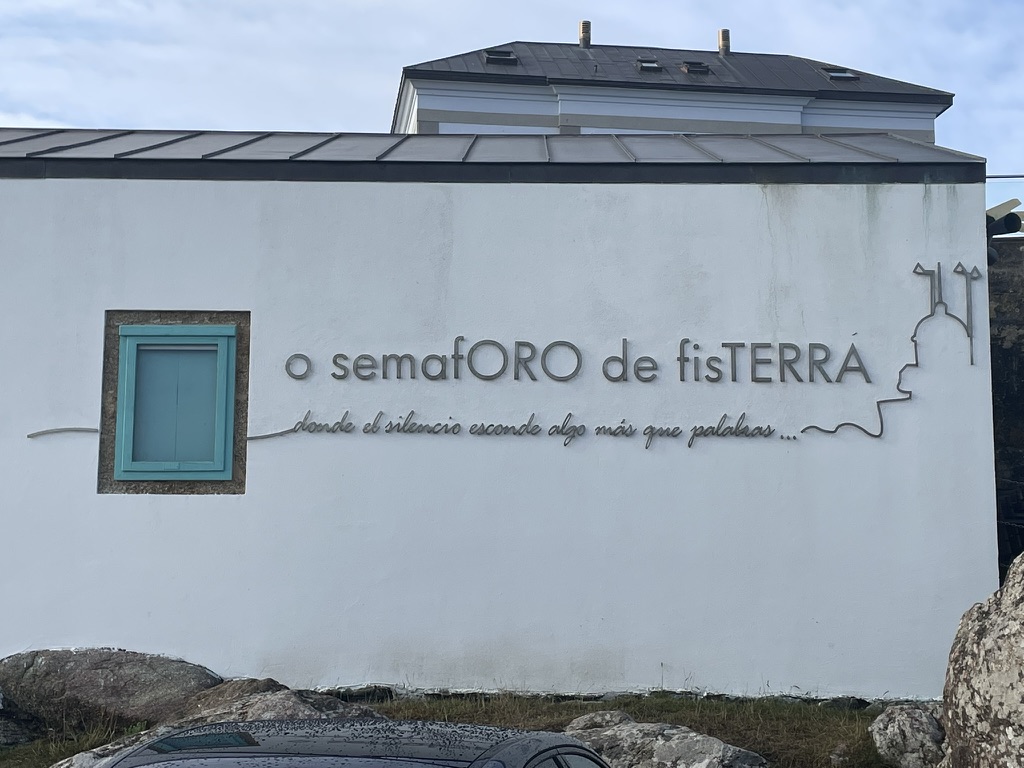 o semafORO de fisTERRA
donde el silencio esconde algo más que palabras ...